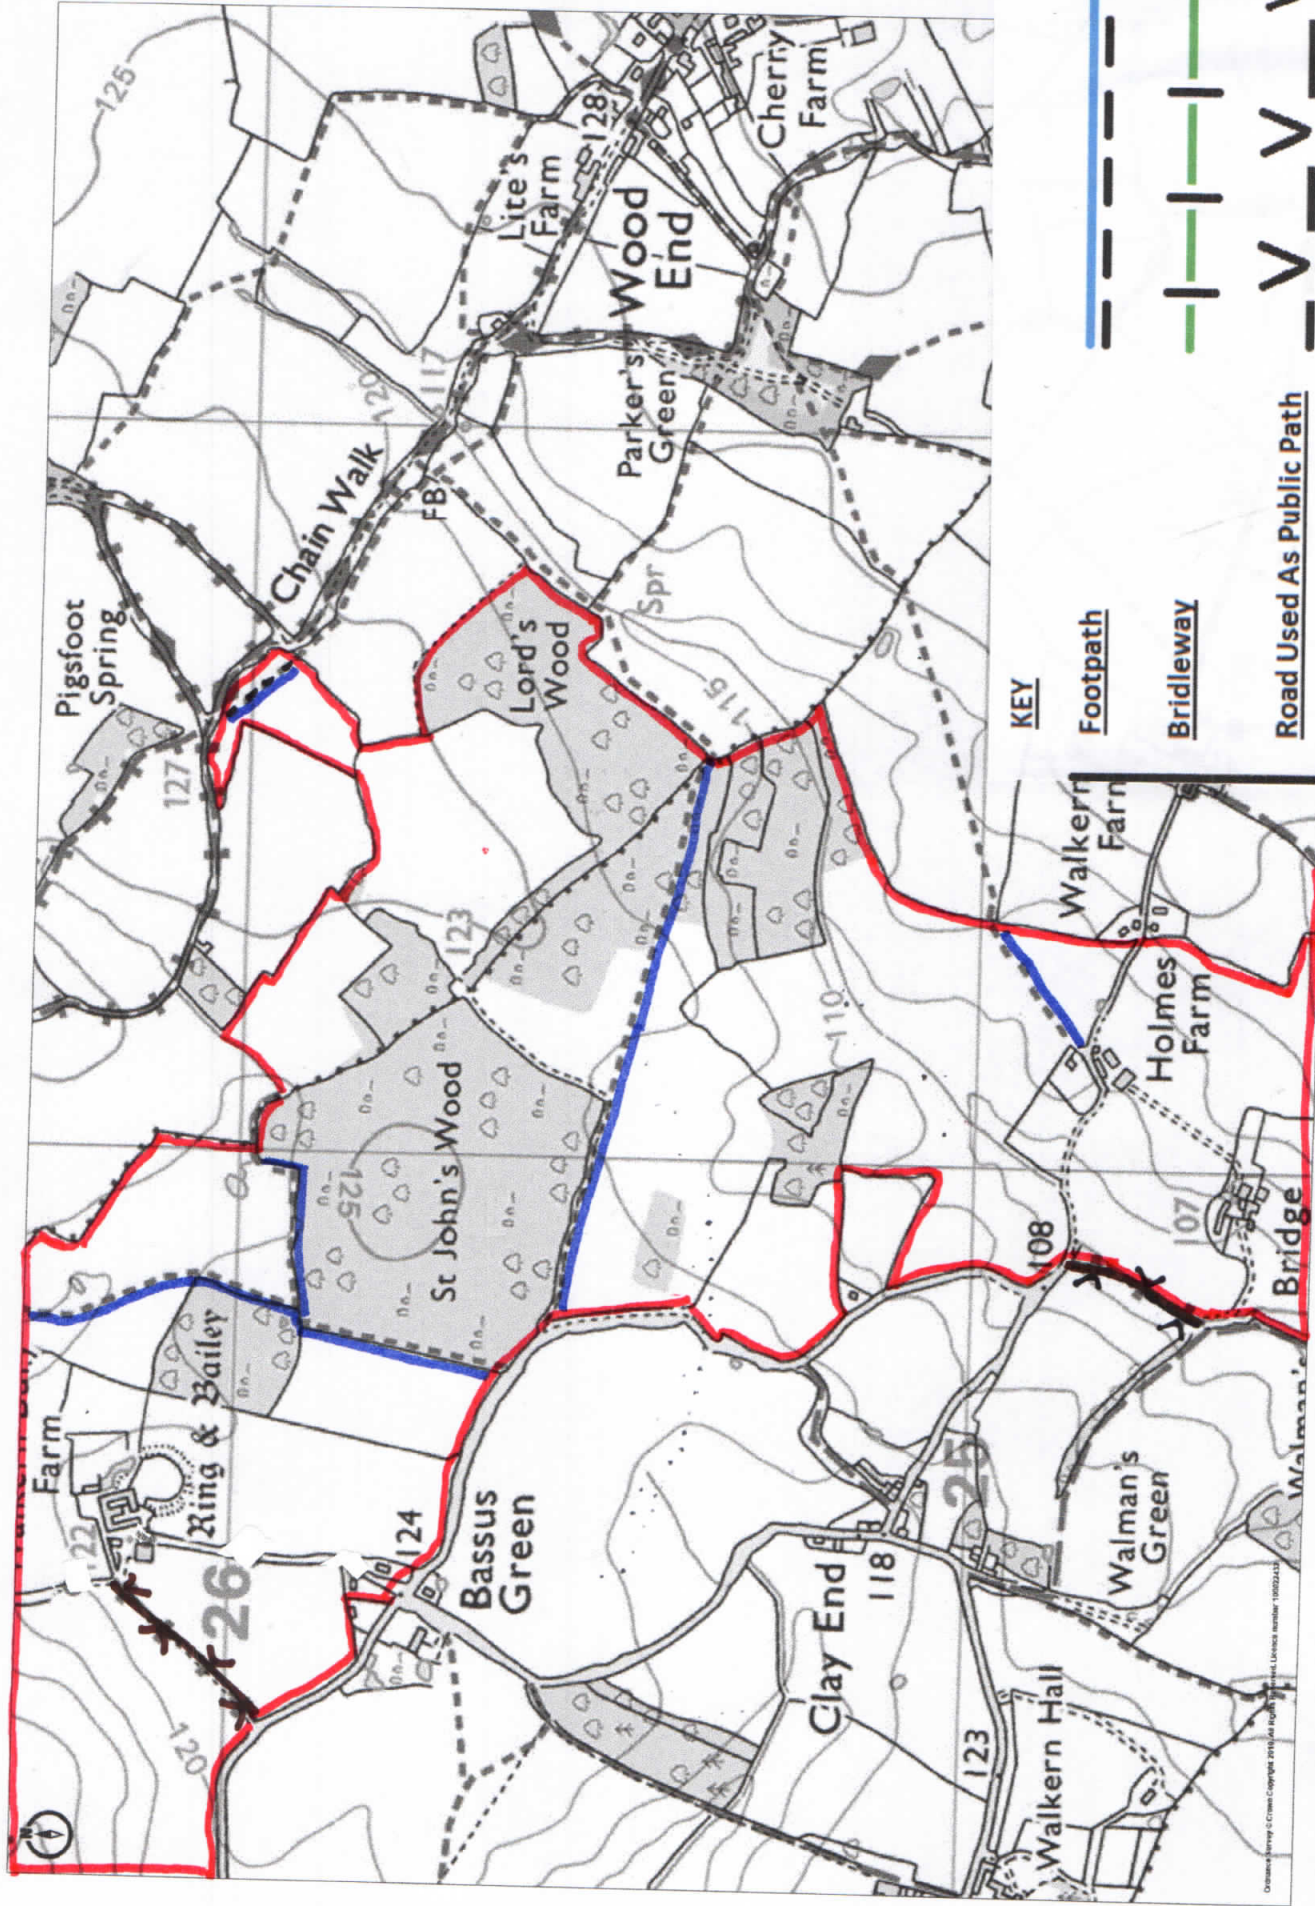 125
Pigsfoot
Spring
127
Chain Walk
FB
120
117
Lite's
Farm
128
Cherry
Farm
Wood
End
Parker's
Green
Spr
Lord's
Wood
115
123
St John's Wood
125
110
Farm
122
Ring & Bailey
26
120
N
124
Bassus
Green
Clay End
118
25
123
Walkern Hall
Walman's
Green
108
107
Bridge
Holmes
Farm
Walkern
Farm
Walman's
KEY
Footpath
Bridleway
Road Used As Public Path